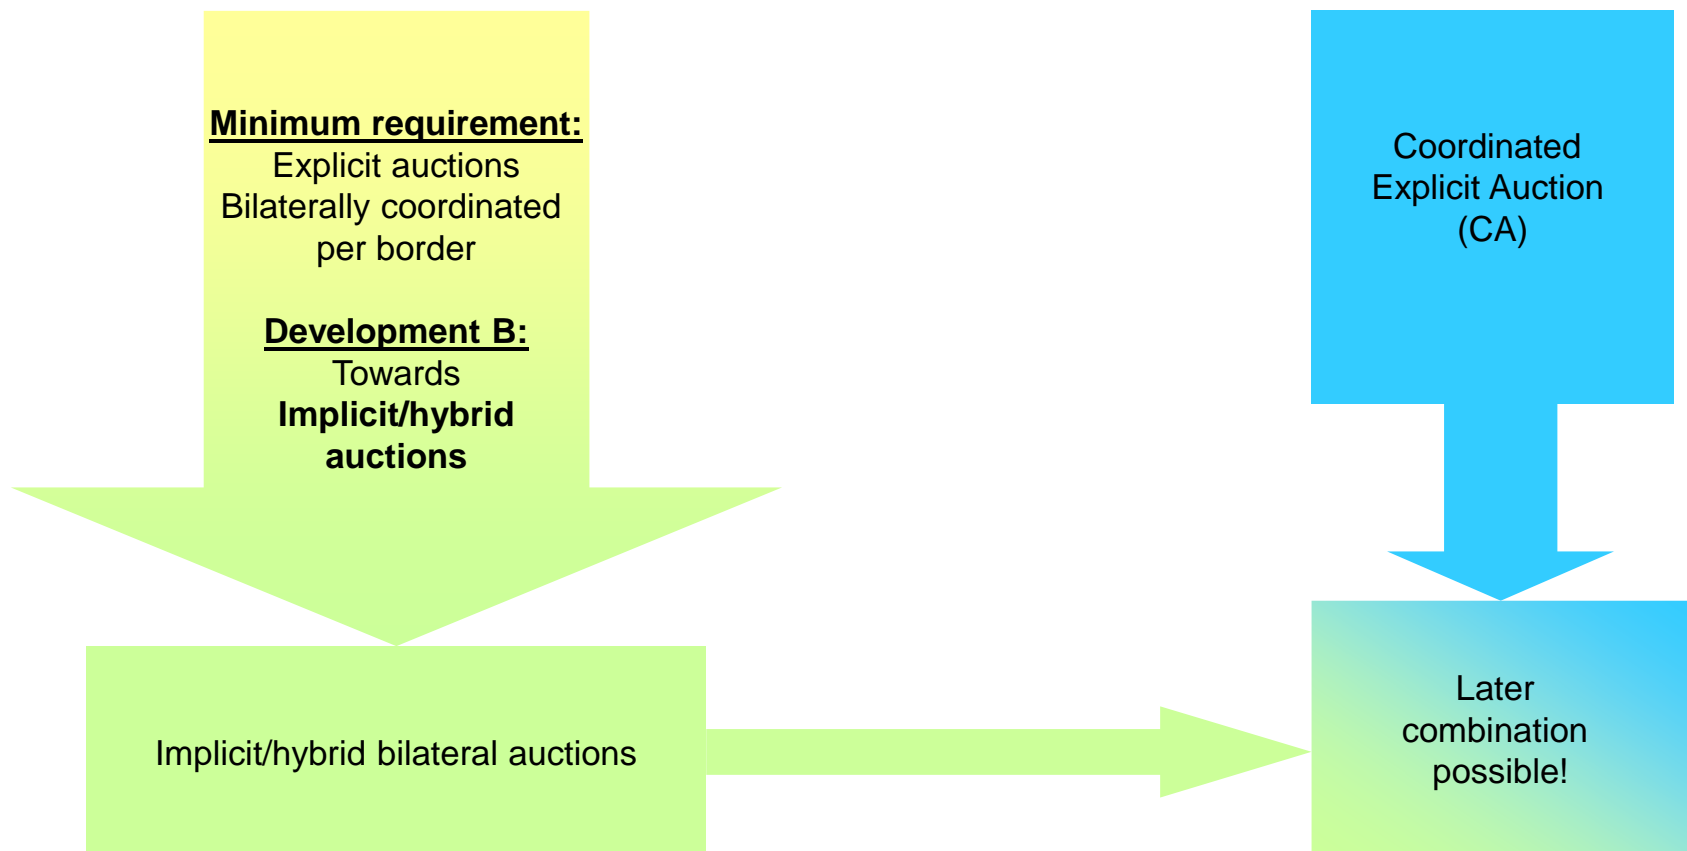 Minimum requirement:
Explicit auctions
Bilaterally coordinated
per border
Development B:
Towards
Implicit/hybrid
auctions
Coordinated
Explicit Auction
(CA)
Implicit/hybrid bilateral auctions
Later
combination
possible!